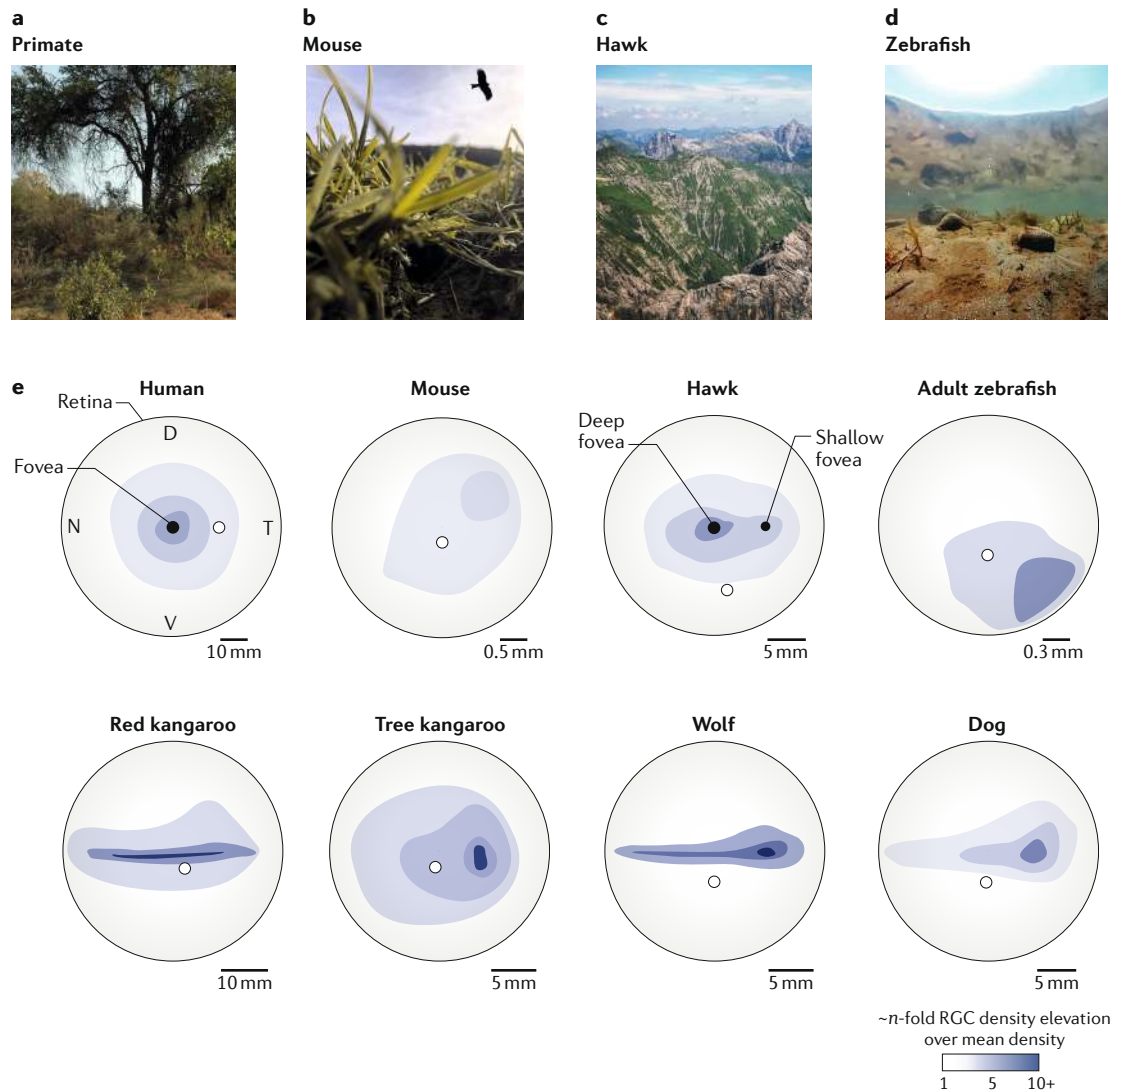 a
Primate
b
Mouse
c
Hawk
d
Zebrafish
e
Human
Retina
Fovea
D
N
T
V
10 mm
Mouse
0.5 mm
Hawk
Deep
fovea
Shallow
fovea
5 mm
Adult zebrafish
0.3 mm
Red kangaroo
10 mm
Tree kangaroo
5 mm
Wolf
5 mm
Dog
5 mm
~n-fold RGC density elevation
over mean density
1 5 10+